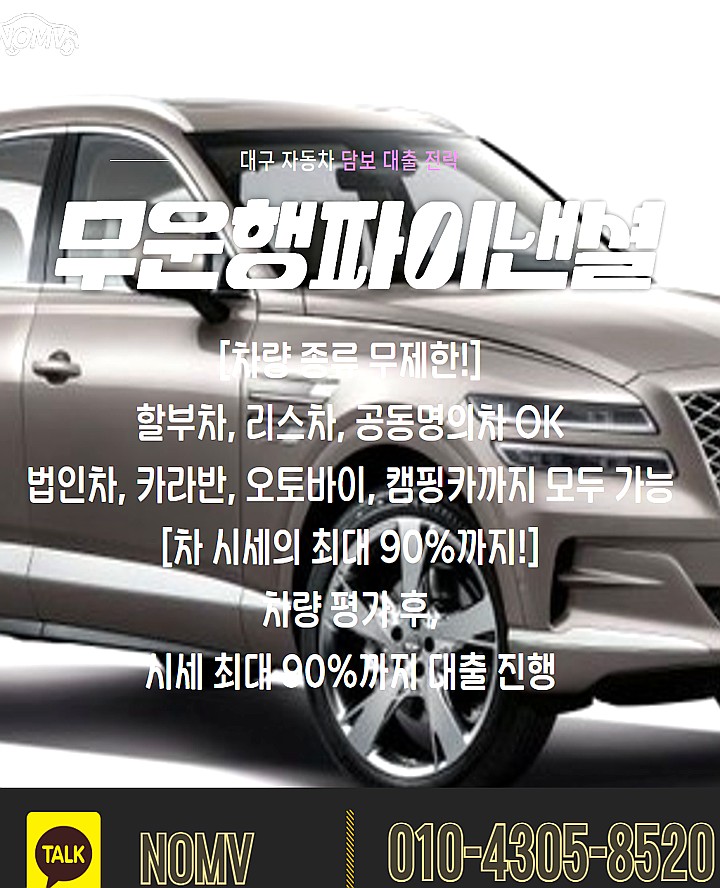 NOMV
대구 자동차 담보 대출 전략
무운행파이낸셜
[차량 종류 무제한!]
할부차, 리스차, 공동명의차 OK
법인차, 카라반, 오토바이, 캠핑카까지 모두 가능
[차 시세의 최대 90%까지!]
차량 평가 후,
시세 최대 90%까지 대출 진행
TALK
NOMV
010-4305-8520